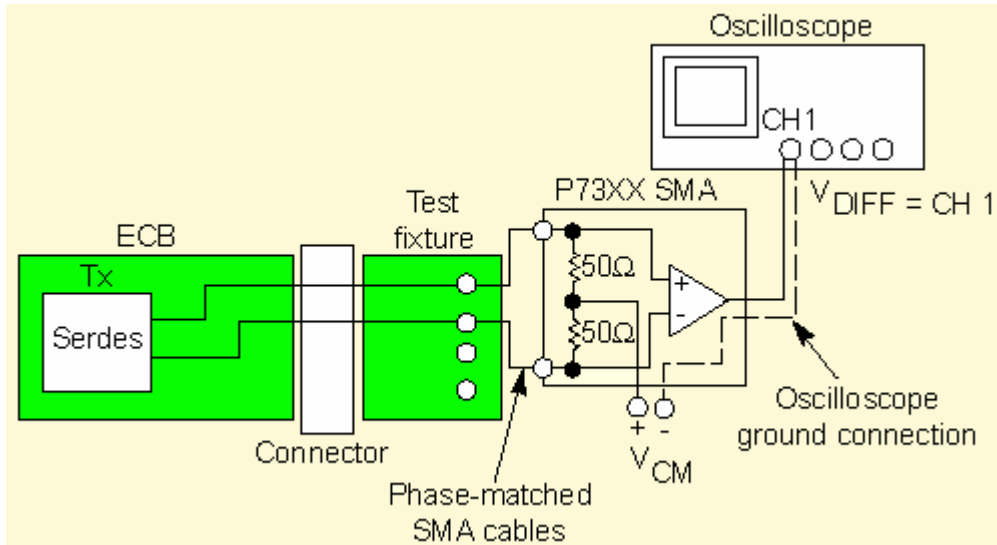 Oscilloscope
CH1
P73XX SMA
V DIFF = CH 1
Test
fixture
ECB
Tx
Serdes
50Ω
+
-
50Ω
+ -
V CM
Oscilloscope
ground connection
Connector
Phase-matched
SMA cables